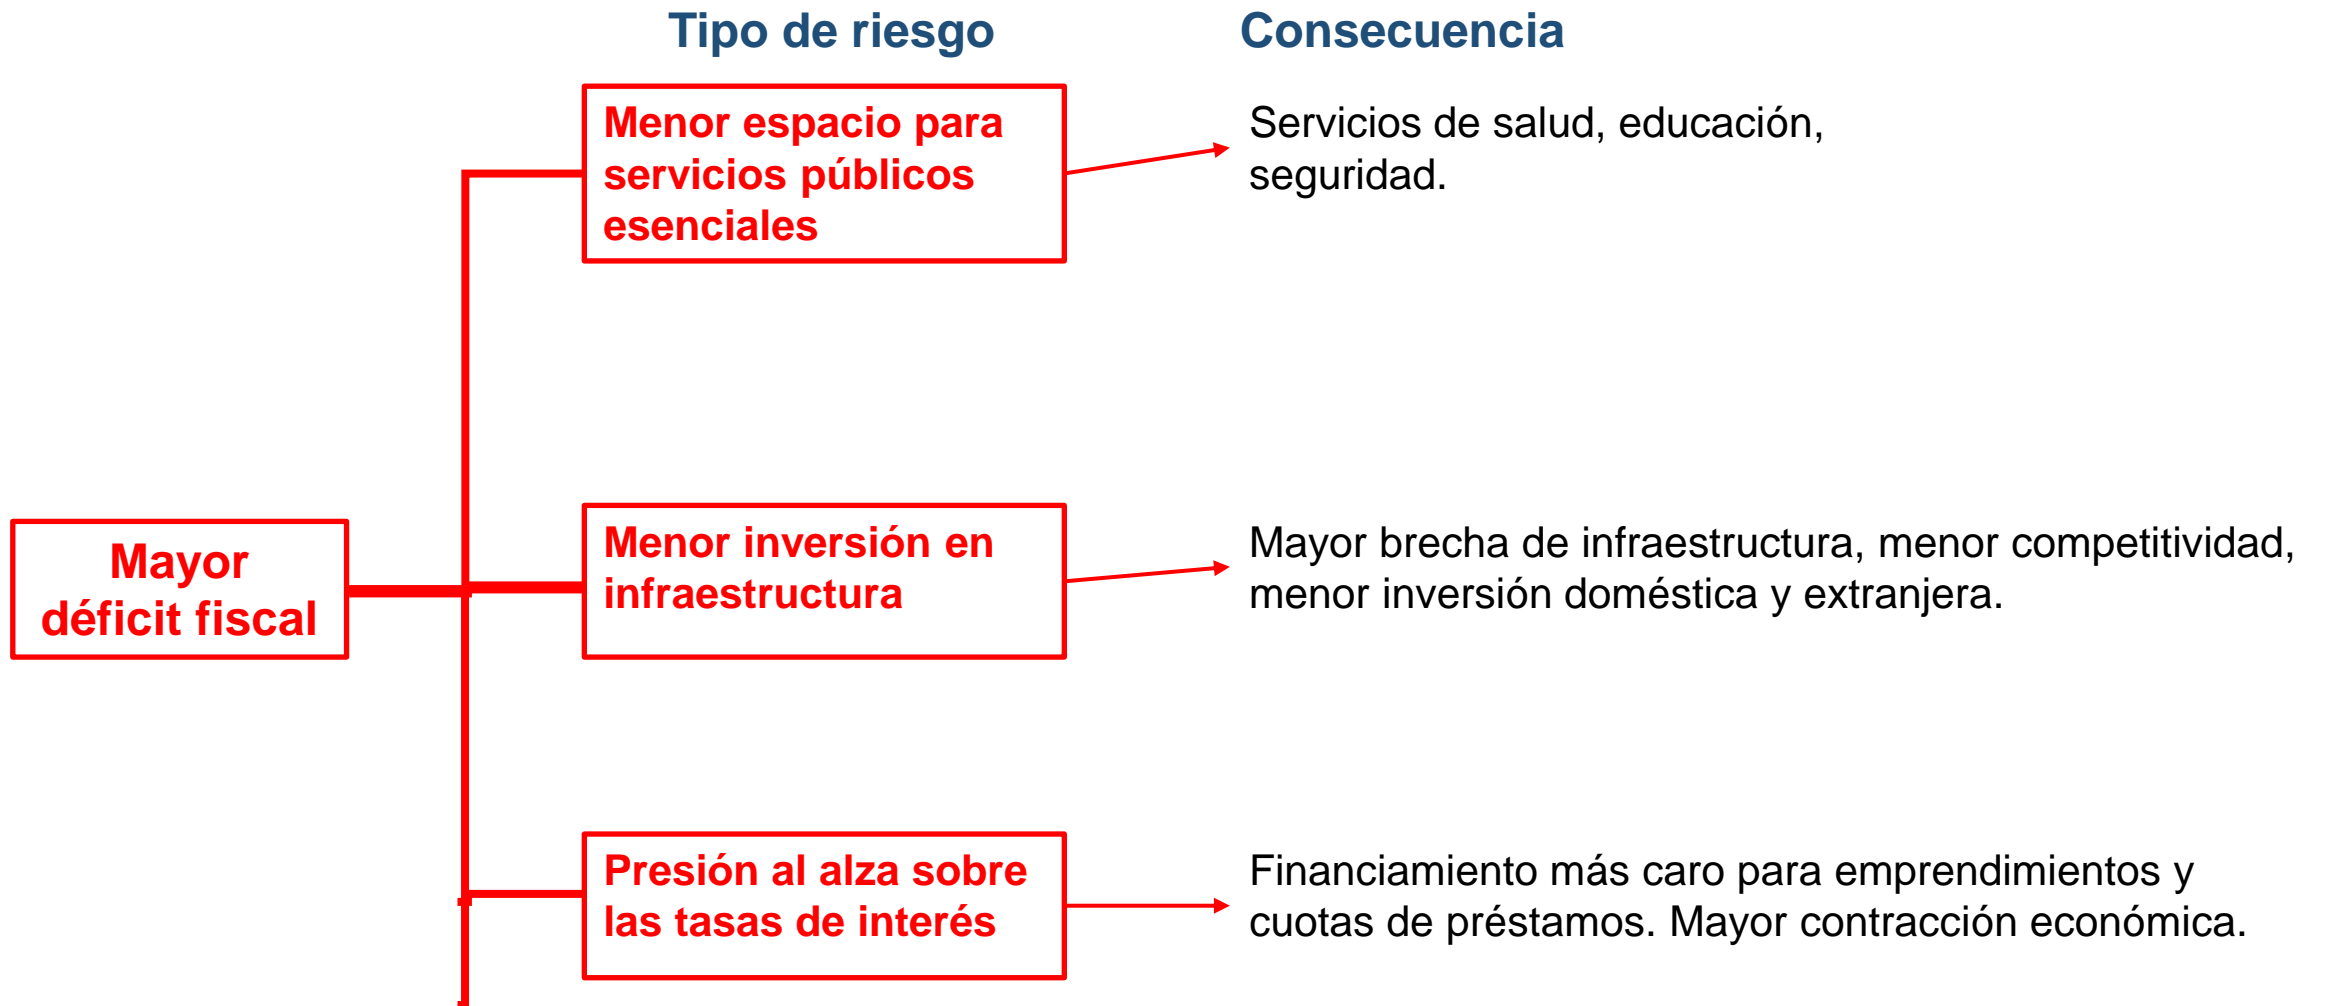 Tipo de riesgo
Consecuencia
Menor espacio para
servicios públicos
esenciales
Servicios de salud, educación,
seguridad.
Mayor
déficit fiscal
Menor inversión en
infraestructura
Mayor brecha de infraestructura, menor competitividad,
menor inversión doméstica y extranjera.
Presión al alza sobre
las tasas de interés
Financiamiento más caro para emprendimientos y
cuotas de préstamos. Mayor contracción económica.